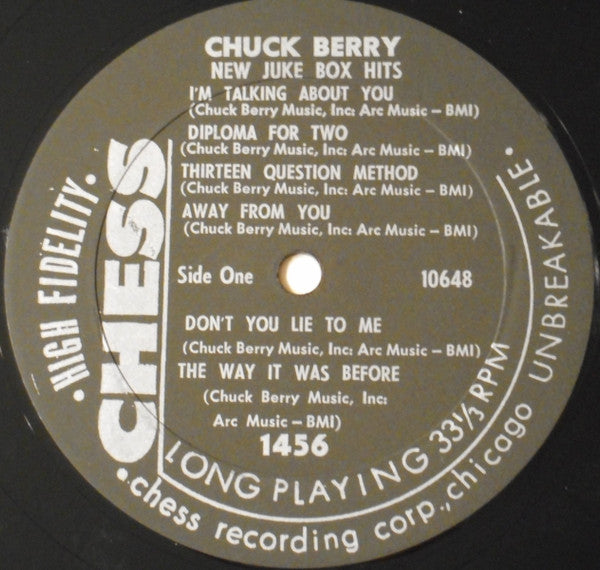 CHUCK BERRY
NEW JUKE BOX HITS
I'M TALKING ABOUT YOU
(Chuck Berry Music, Inc: Arc Music – BMI)
DIPLOMA FOR TWO
(Chuck Berry Music, Inc: Arc Music – BMI)
THIRTEEN QUESTION METHOD
(Chuck Berry Music, Inc: Arc Music – BMI)
AWAY FROM YOU
(Chuck Berry Music, Inc: Arc Music – BMI)
Side One
10648
DON'T YOU LIE TO ME
(Chuck Berry Music, Inc: Arc Music – BMI)
THE WAY IT WAS BEFORE
(Chuck Berry Music, Inc:
Arc Music – BMI)
1456
CHESS
LONG PLAYING 33⅓ RPM
•HIGH FIDELITY•
•chess recording corp., chicago
UNBREAKABLE•